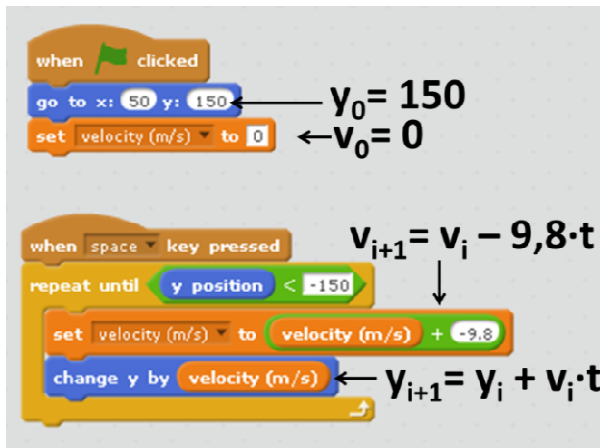 when clicked
go to x: 50 y: 150
y₀= 150
set velocity (m/s) to 0
v₀= 0
when space key pressed
vᵢ₊₁= vᵢ – 9,8·t
repeat until y position < -150
set velocity (m/s) to velocity (m/s) + -9.8
change y by velocity (m/s)
yᵢ₊₁= yᵢ + vᵢ·t